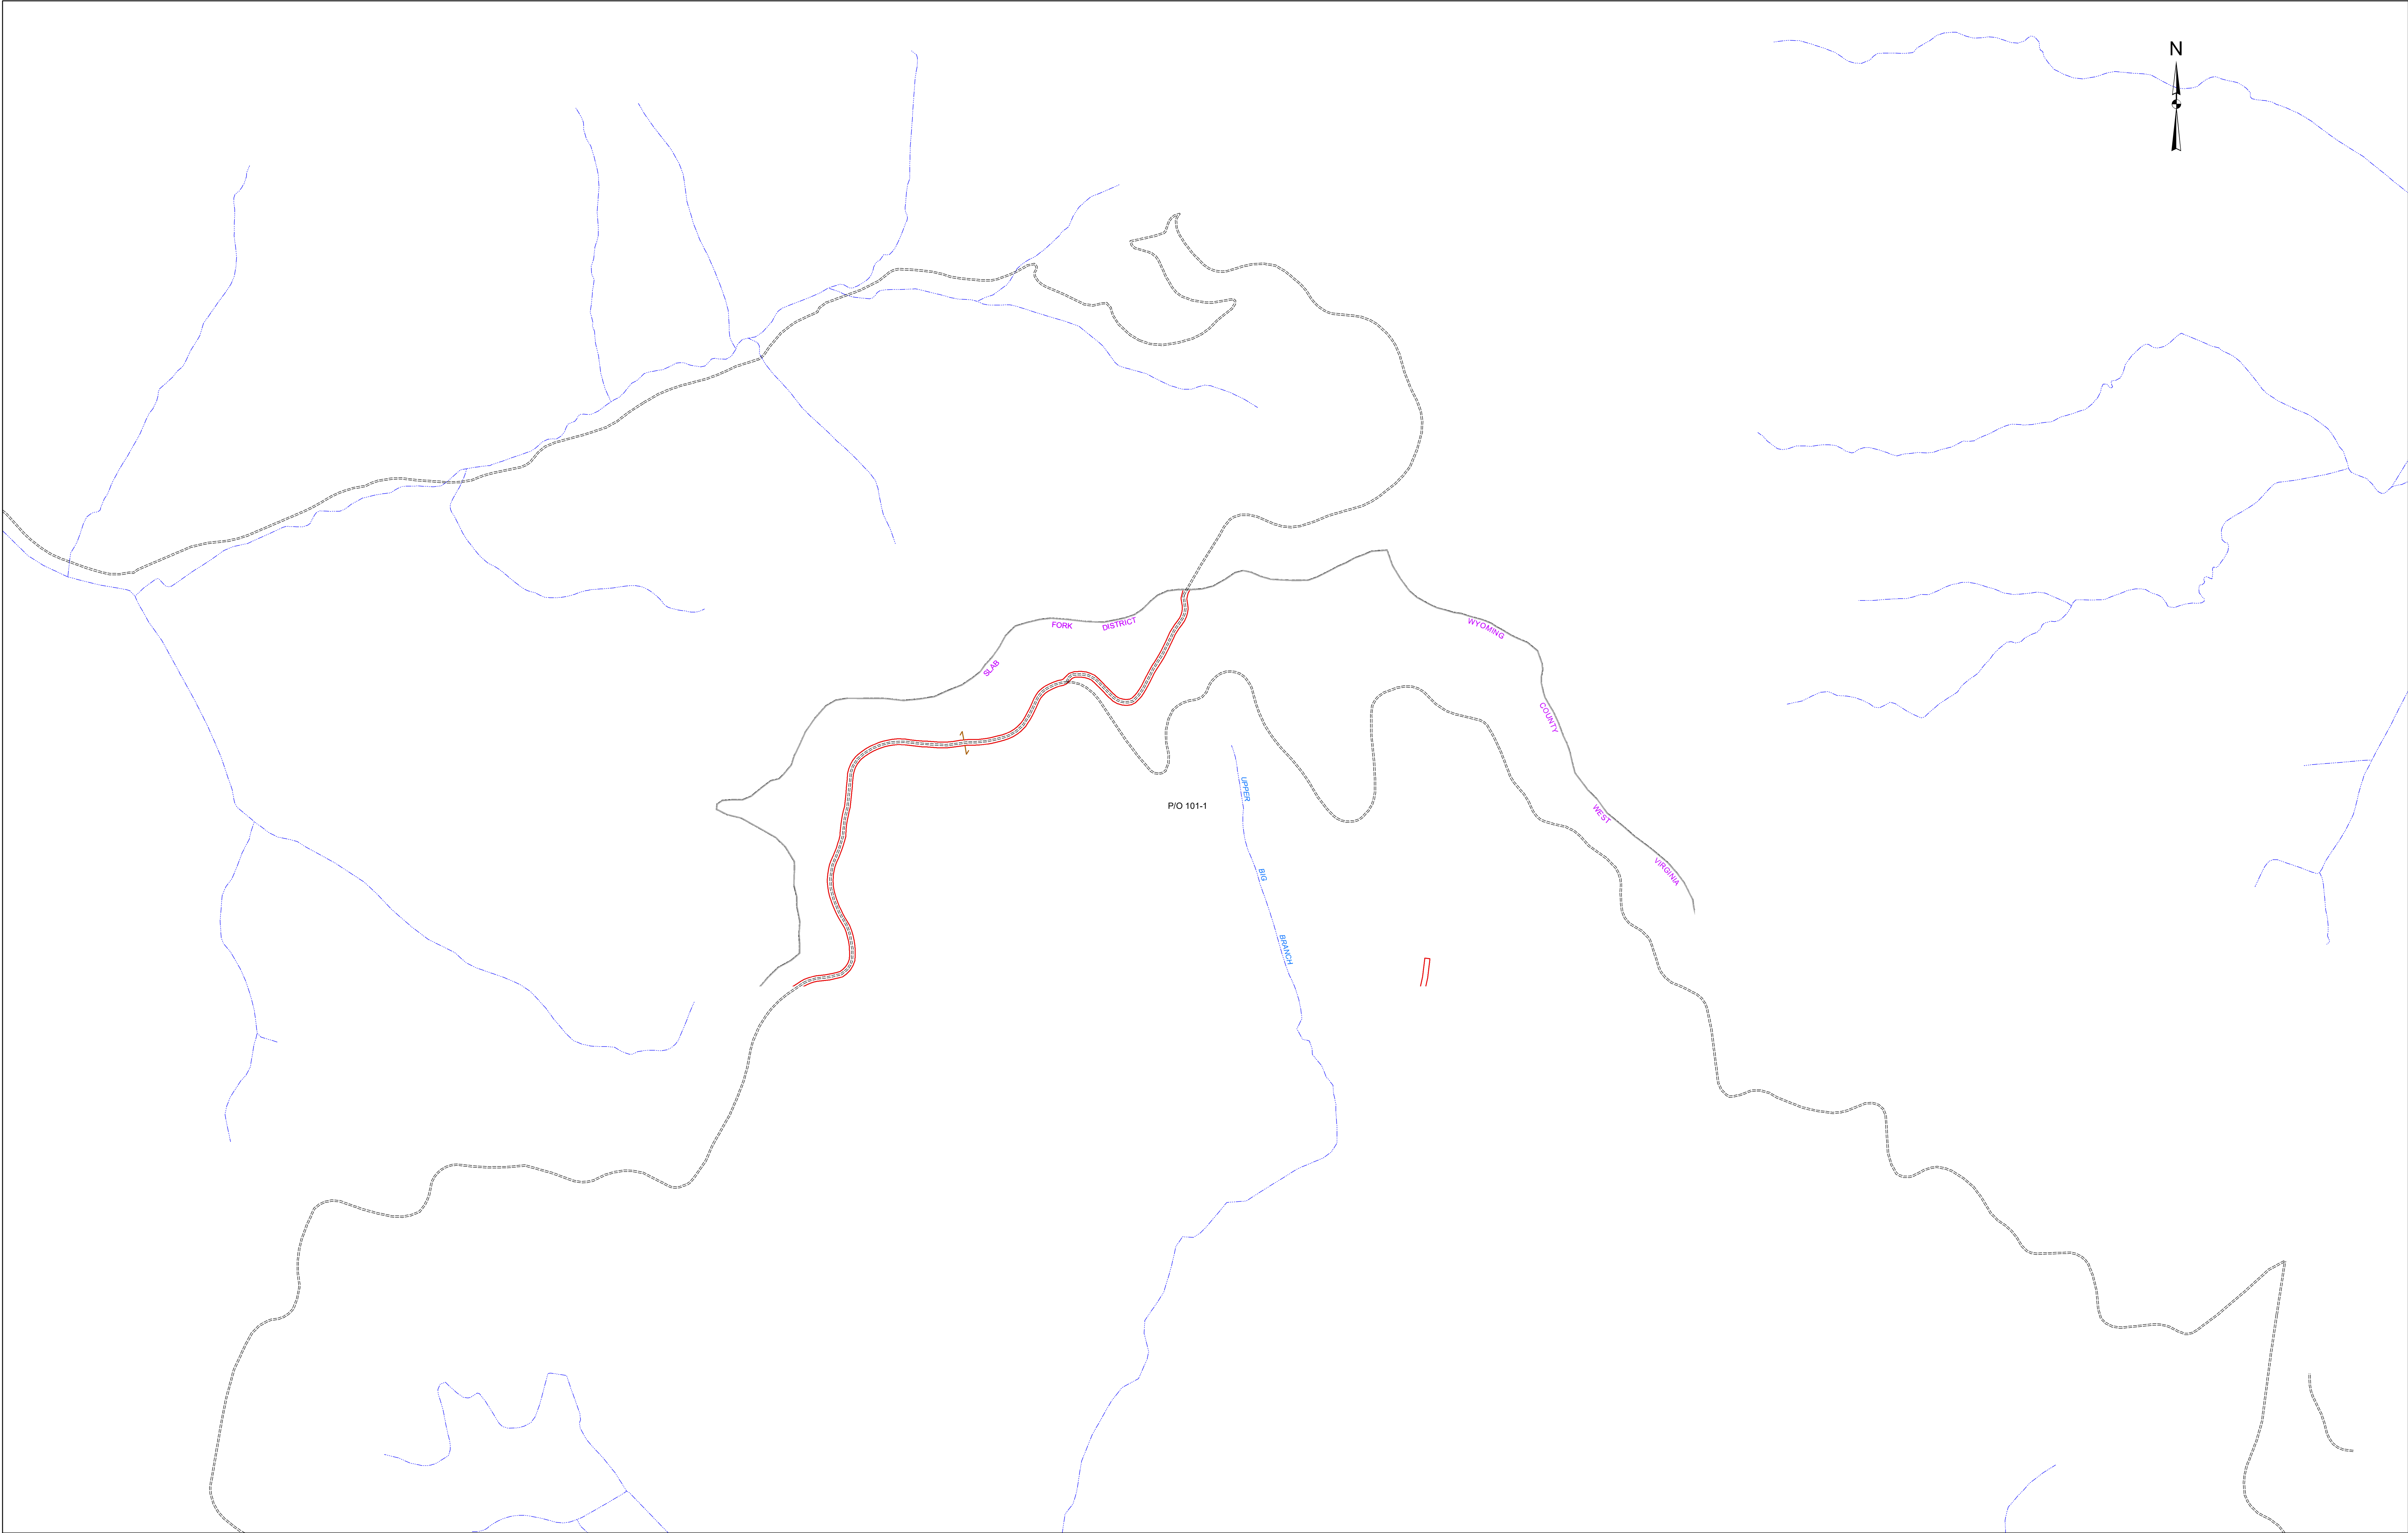 N
SLAB FORK DISTRICT
WYOMING COUNTY WEST VIRGINIA
P/O 101-1
UPPER BIG BRANCH